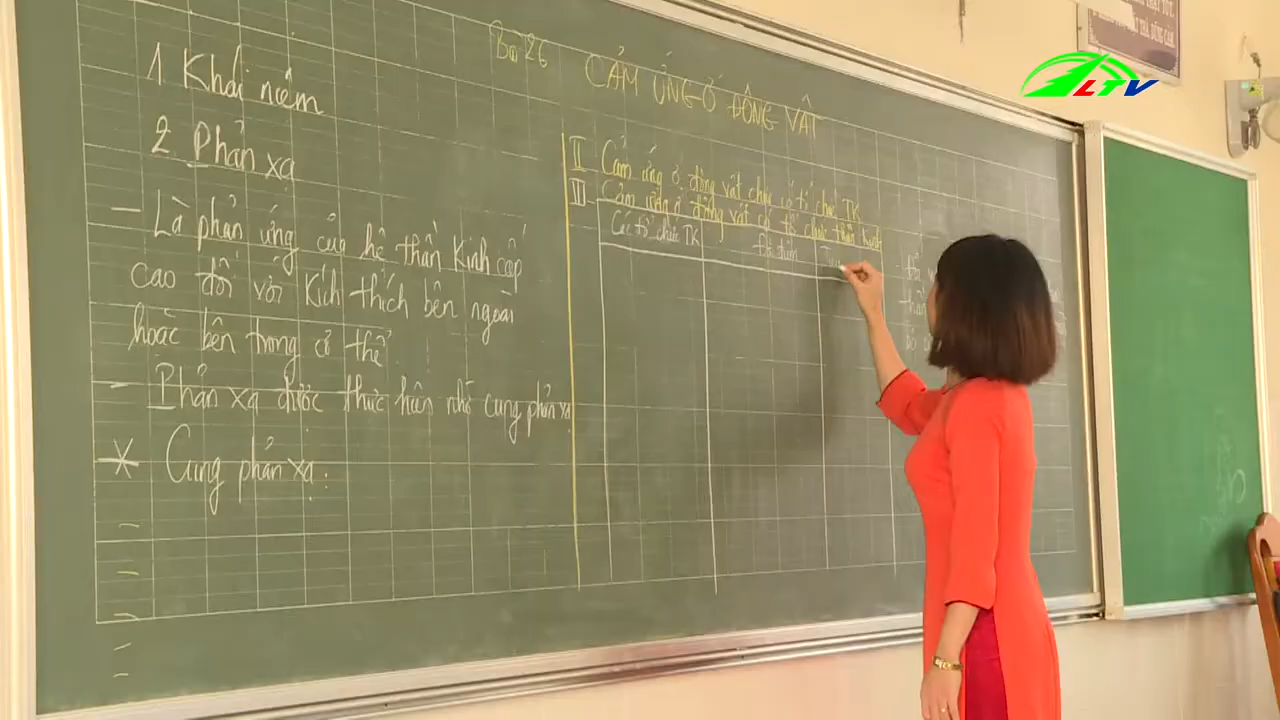 Bài 26
CẢM ỨNG Ở ĐỘNG VẬT
1 Khái niệm
2 Phản xạ
- Là phản ứng của hệ thần kinh cấp
cao đối với kích thích bên ngoài
hoặc bên trong cơ thể.
- Phản xạ được thực hiện nhờ cung phản xạ
* Cung phản xạ:
II Cảm ứng ở động vật chưa có tổ chức TK
III Cảm ứng ở động vật có tổ chức thần kinh
Các tổ chức TK
LTV